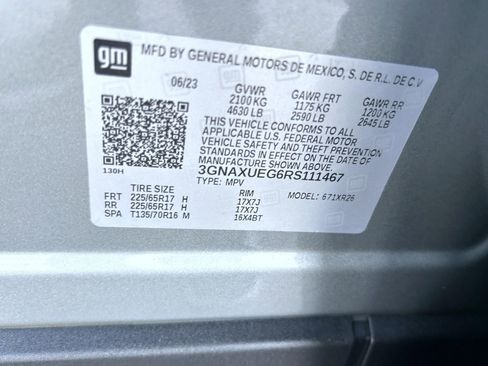 gm
MFD BY GENERAL MOTORS DE MEXICO, S. DE R.L. DE C.V
06/23 GVWR GAWR FRT GAWR RR
2100 KG 1175 KG 1200 KG
4630 LB 2590 LB 2645 LB
THIS VEHICLE CONFORMS TO ALL
APPLICABLE U.S. FEDERAL MOTOR
VEHICLE SAFETY AND THEFT PREVENTION
STANDARDS IN EFFECT ON THE DATE OF
MANUFACTURE SHOWN ABOVE.
130H 3GNAXUEG6RS111467
TYPE: MPV MODEL: 671XR26
TIRE SIZE RIM
FRT 225/65R17 H 17X7J
RR 225/65R17 H 17X7J
SPA T135/70R16 M 16X4BT